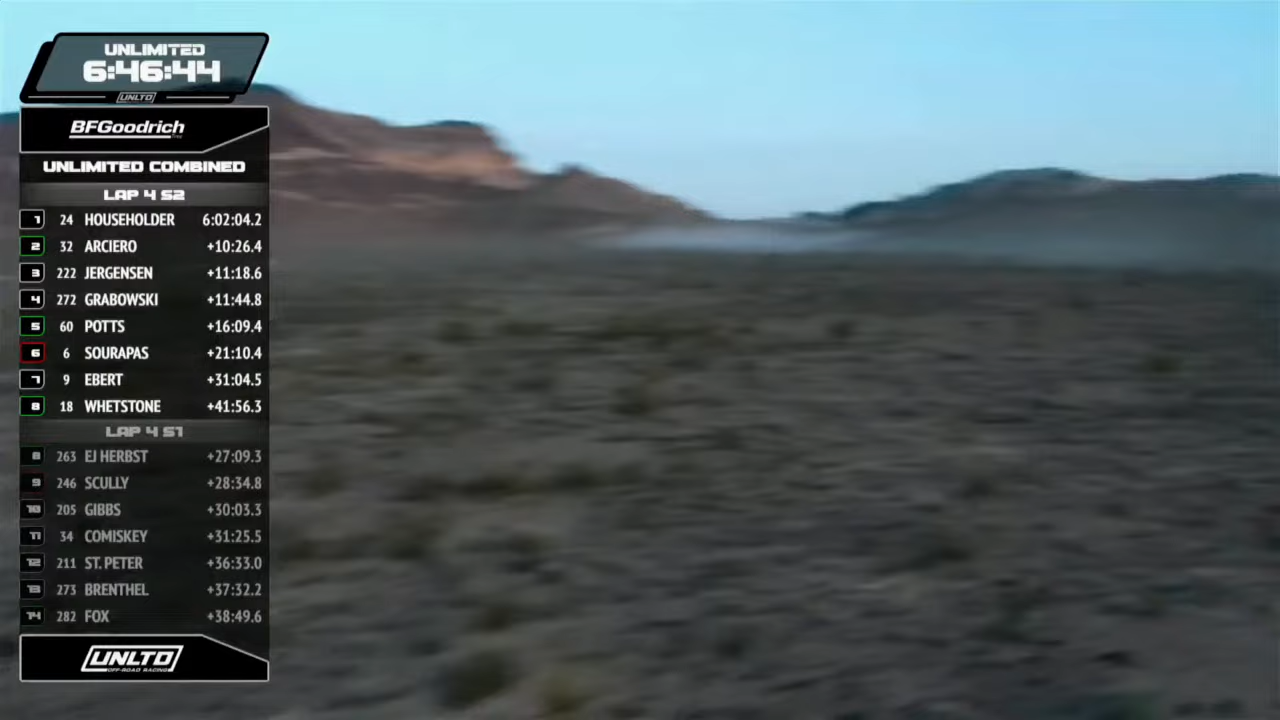 UNLIMITED
6:46:44
UNLTD
BFGoodrich
UNLIMITED COMBINED
LAP 4 S2
1 24 HOUSEHOLDER 6:02:04.2
2 32 ARCIERO +10:26.4
3 222 JERGENSEN +11:18.6
4 272 GRABOWSKI +11:44.8
5 60 POTTS +16:09.4
6 6 SOURAPAS +21:10.4
7 9 EBERT +31:04.5
8 18 WHETSTONE +41:56.3
LAP 4 S1
8 263 EJ HERBST +27:09.3
9 246 SCULLY +28:34.8
10 205 GIBBS +30:03.3
11 34 COMISKEY +31:25.5
12 211 ST. PETER +36:33.0
13 273 BRENTHEL +37:32.2
14 282 FOX +38:49.6
UNLTD
OFF-ROAD RACING